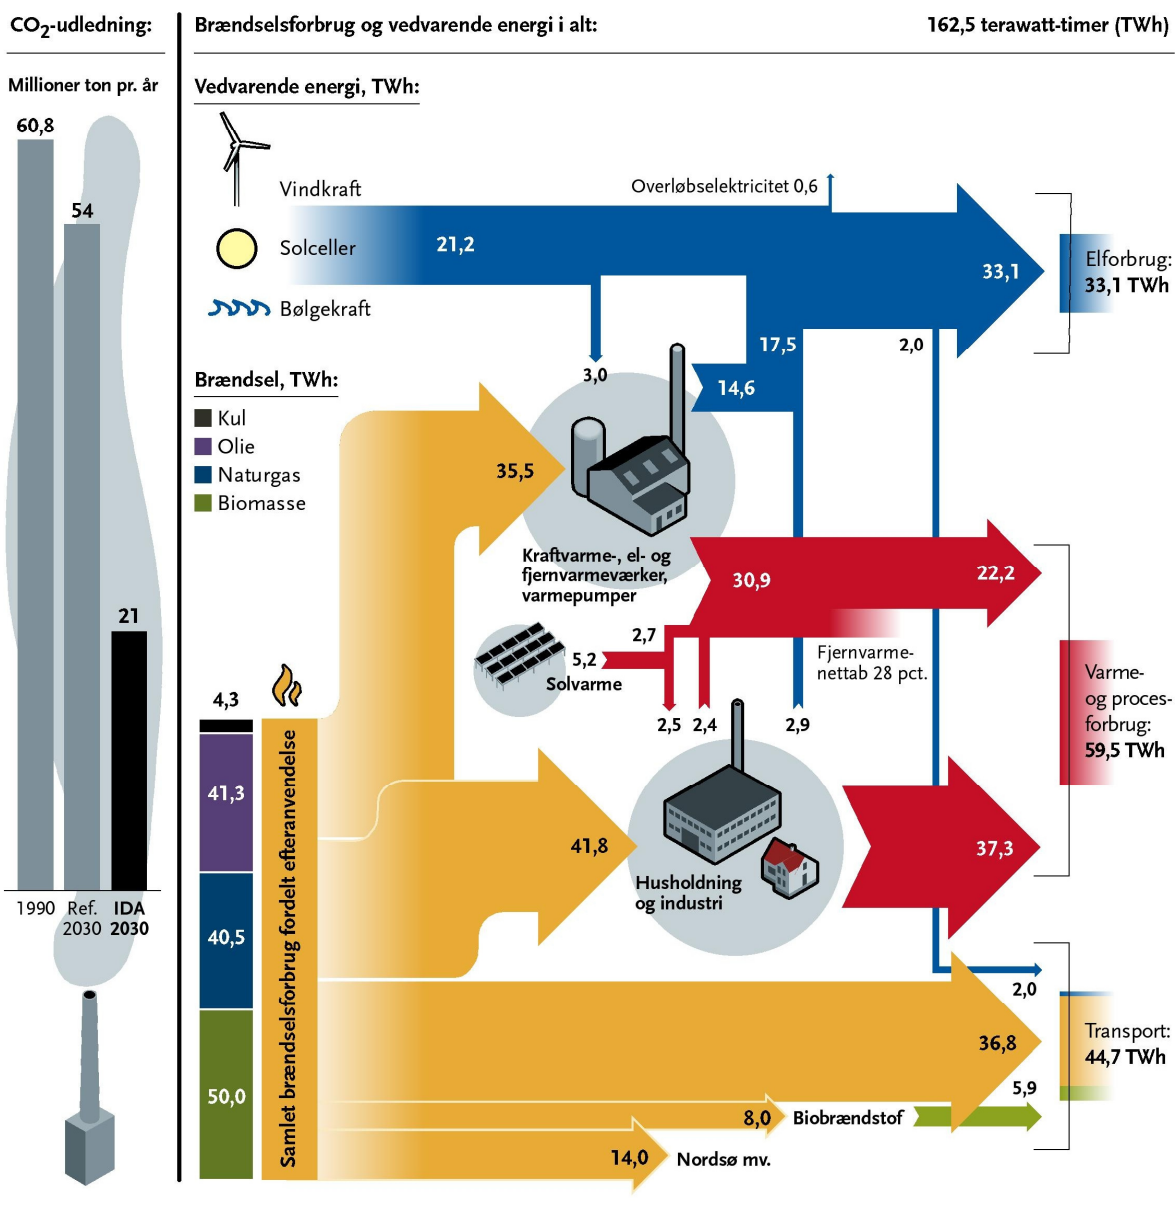 CO2-udledning:
Millioner ton pr. år
60,8
54
21
1990
Ref.
2030
IDA
2030
Brændselsforbrug og vedvarende energi i alt:
162,5 terawatt-timer (TWh)
Vedvarende energi, TWh:
Vindkraft
Solceller
Bølgekraft
21,2
Overløbselektricitet 0,6
33,1
Elforbrug:
33,1 TWh
3,0
17,5
14,6
2,0
Brændsel, TWh:
Kul
Olie
Naturgas
Biomasse
35,5
Kraftvarme-, el- og
fjernvarmeværker,
varmepumper
30,9
22,2
2,7
5,2
Solvarme
Fjernvarme-
nettab 28 pct.
2,5
2,4
2,9
Varme-
og proces-
forbrug:
59,5 TWh
4,3
41,3
40,5
50,0
Samlet brændselsforbrug fordelt efteranvendelse
41,8
Husholdning
og industri
37,3
2,0
36,8
Transport:
44,7 TWh
5,9
8,0
Biobrændstof
14,0
Nordsø mv.